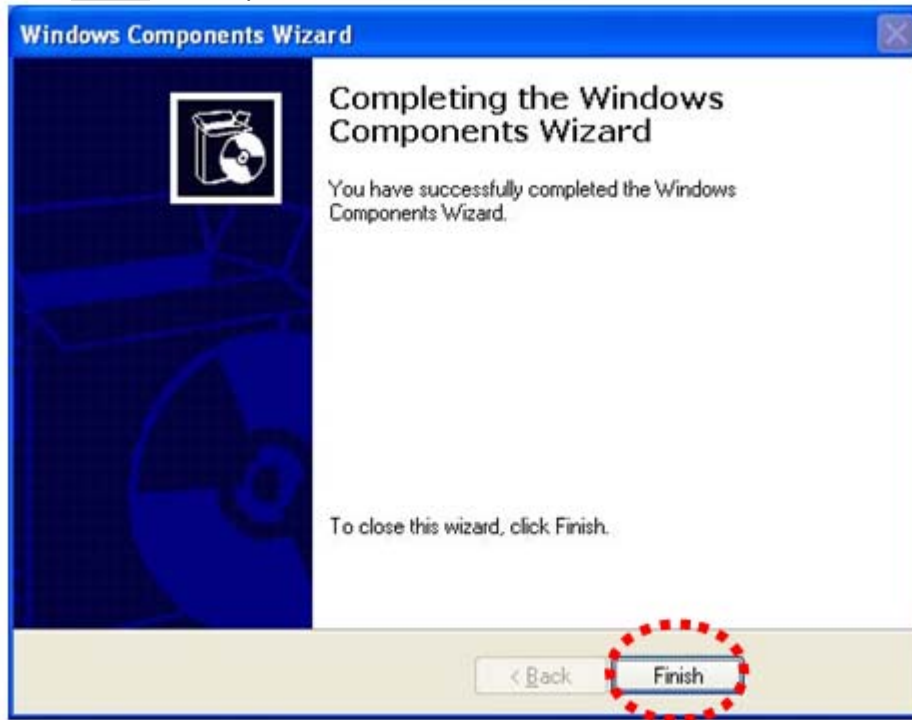 Windows Components Wizard
Completing the Windows
Components Wizard
You have successfully completed the Windows
Components Wizard.
To close this wizard, click Finish.
< Back
Finish